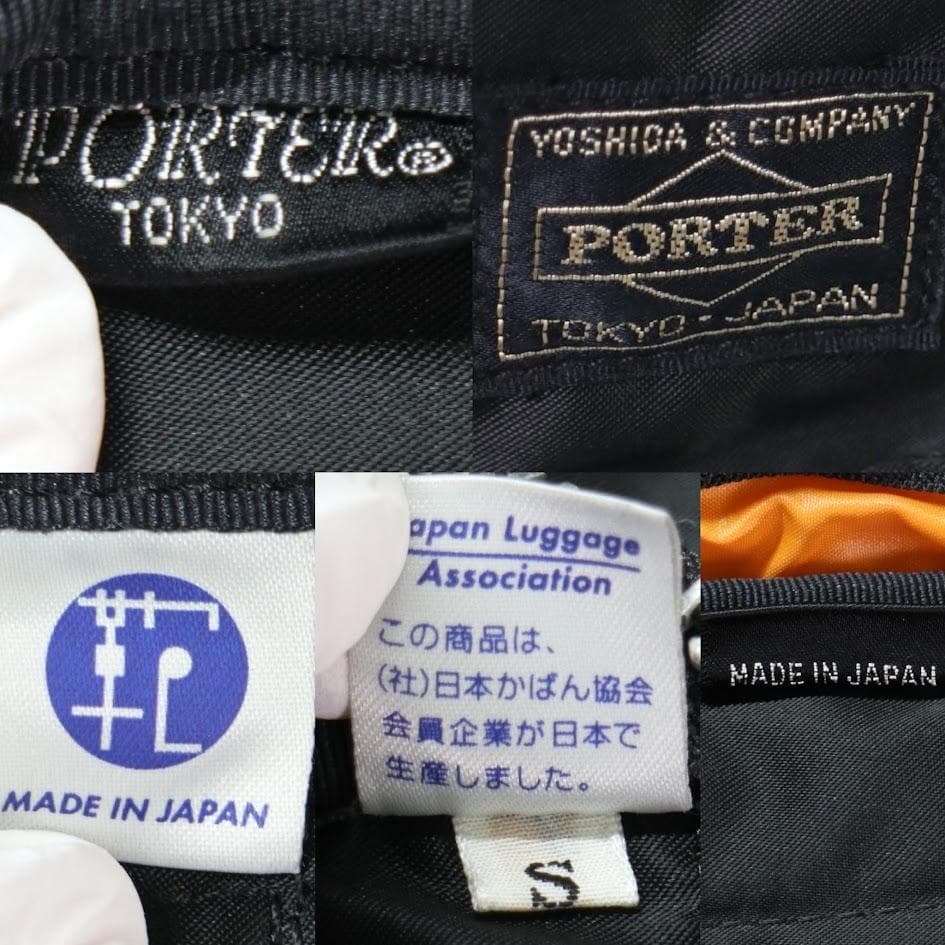 PORTER®
TOKYO
YOSHIDA & COMPANY
PORTER
TOKYO-JAPAN
鞄
MADE IN JAPAN
apan Luggage
Association
この商品は、
(社)日本かばん協会
会員企業が日本で
生産しました。
S
MADE IN JAPAN